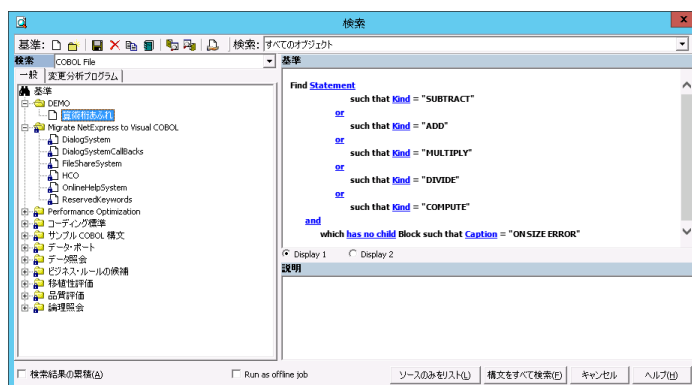 検索
x
基準:
検索: すべてのオブジェクト
検索 COBOL File
基準
一般 変更分析プログラム
基準
DEMO
算術桁あふれ
Migrate NetExpress to Visual COBOL
DialogSystem
DialogSystemCallBacks
FileShareSystem
HCO
OnlineHelpSystem
ReservedKeywords
Performance Optimization
コーディング標準
サンプル COBOL 構文
データ・ポート
データ照会
ビジネス・ルールの候補
移植性評価
品質評価
論理照会
Find Statement
such that Kind = "SUBTRACT"
or
such that Kind = "ADD"
or
such that Kind = "MULTIPLY"
or
such that Kind = "DIVIDE"
or
such that Kind = "COMPUTE"
and
which has no child Block such that Caption = "ON SIZE ERROR"
Display 1 Display 2
説明
検索結果の累積(A)
Run as offline job
ソースのみをリスト(L) 構文をすべて検索(F) キャンセル ヘルプ(H)